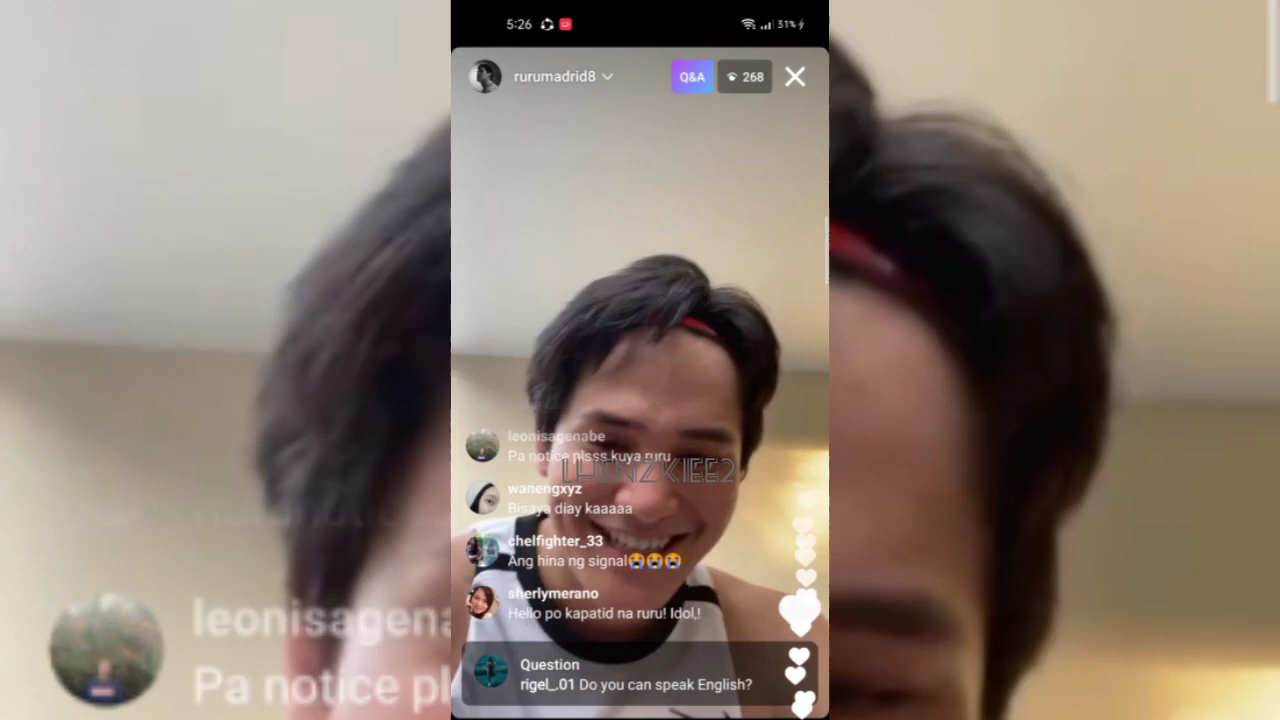 5:26
31%
rurumadrid8
Q&A
268
leonisagenabe
Pa notice plsss kuya ruru
LHENZKIEE2
wanengxyz
Bisaya diay kaaaaa
chelfighter_33
Ang hina ng signal😭😭😭
sherlymerano
Hello po kapatid na ruru! Idol,!
Question
rigel_.01 Do you can speak English?
leonisagena
Pa notice pl